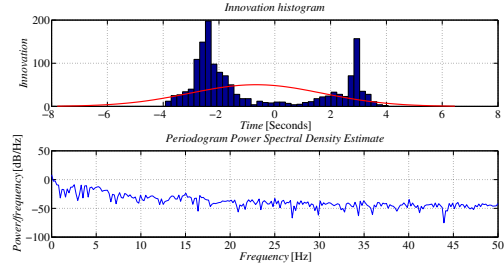 Innovation histogram
Innovation
200
100
0
−8 −6 −4 −2 0 2 4 6 8
Time [Seconds]
Periodogram Power Spectral Density Estimate
Power/frequency [dB/Hz]
50
0
−50
−100
0 5 10 15 20 25 30 35 40 45 50
Frequency [Hz]